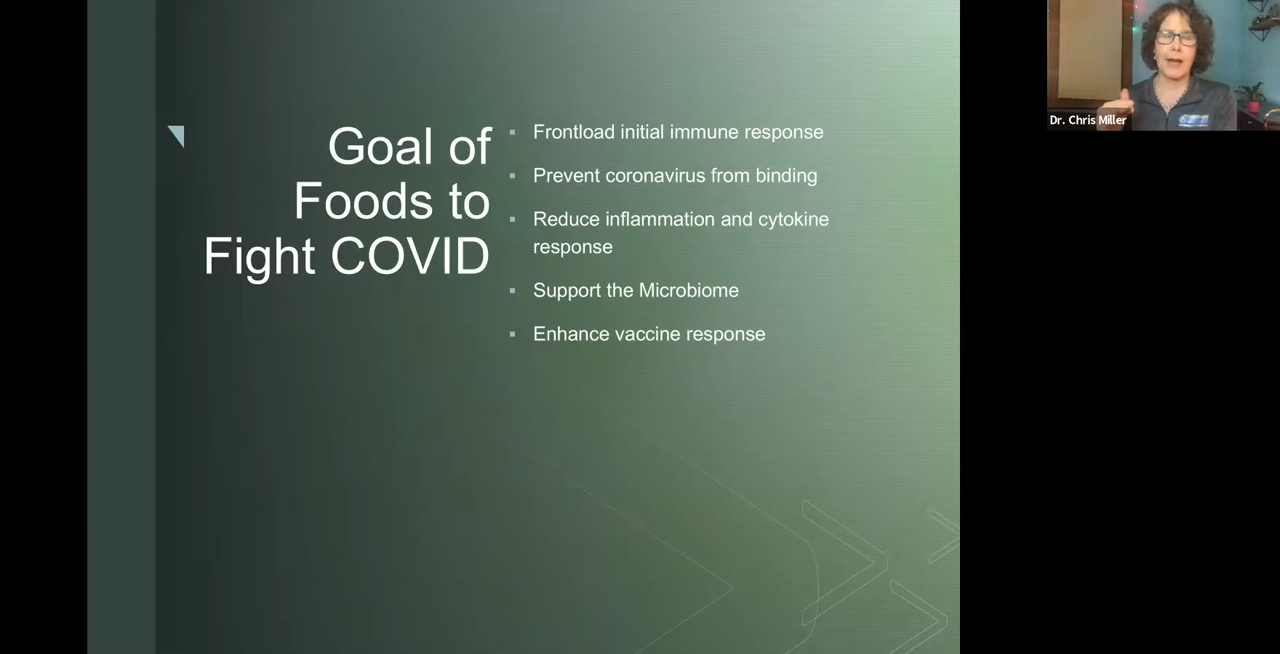 Goal of
Foods to
Fight COVID
Frontload initial immune response
Prevent coronavirus from binding
Reduce inflammation and cytokine
response
Support the Microbiome
Enhance vaccine response
Dr. Chris Miller